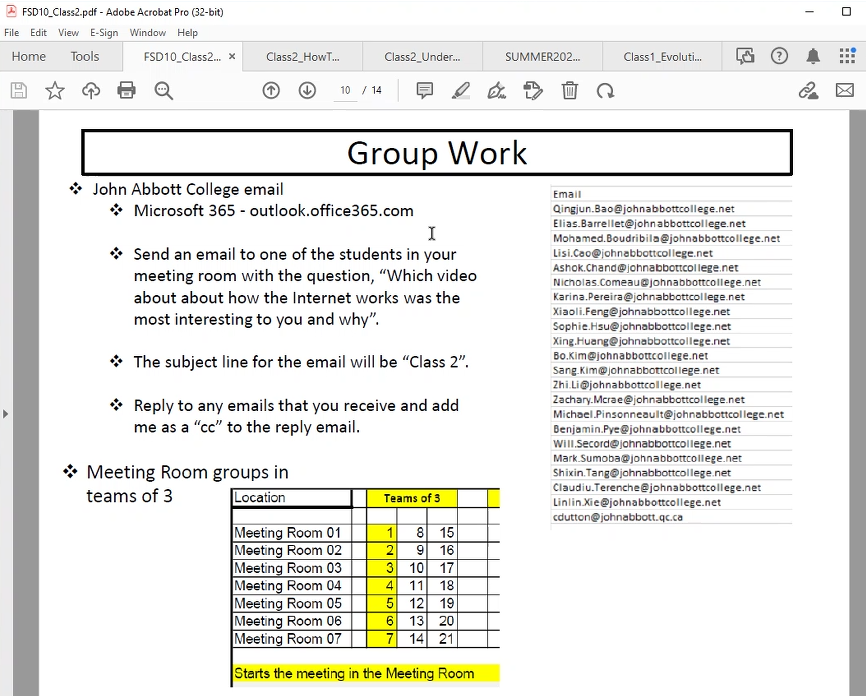 FSD10_Class2.pdf - Adobe Acrobat Pro (32-bit)
File Edit View E-Sign Window Help
Home Tools FSD10_Class2... × Class2_HowT... Class2_Under... SUMMER202... Class1_Evoluti...
10 / 14
Group Work
❖ John Abbott College email
❖ Microsoft 365 - outlook.office365.com
❖ Send an email to one of the students in your
meeting room with the question, “Which video
about about how the Internet works was the
most interesting to you and why”.
❖ The subject line for the email will be “Class 2”.
❖ Reply to any emails that you receive and add
me as a “cc” to the reply email.
❖ Meeting Room groups in
teams of 3
Location Teams of 3
Meeting Room 01 1 8 15
Meeting Room 02 2 9 16
Meeting Room 03 3 10 17
Meeting Room 04 4 11 18
Meeting Room 05 5 12 19
Meeting Room 06 6 13 20
Meeting Room 07 7 14 21
Starts the meeting in the Meeting Room
Email
Qingjun.Bao@johnabbottcollege.net
Elias.Barrellet@johnabbottcollege.net
Mohamed.Boudribila@johnabbottcollege.net
Lisi.Cao@johnabbottcollege.net
Ashok.Chand@johnabbottcollege.net
Nicholas.Comeau@johnabbottcollege.net
Karina.Pereira@johnabbottcollege.net
Xiaoli.Feng@johnabbottcollege.net
Sophie.Hsu@johnabbottcollege.net
Xing.Huang@johnabbottcollege.net
Bo.Kim@johnabbottcollege.net
Sang.Kim@johnabbottcollege.net
Zhi.Li@johnabbottcollege.net
Zachary.Mcrae@johnabbottcollege.net
Michael.Pinsonneault@johnabbottcollege.net
Benjamin.Pye@johnabbottcollege.net
Will.Secord@johnabbottcollege.net
Mark.Sumoba@johnabbottcollege.net
Shixin.Tang@johnabbottcollege.net
Claudiu.Terenche@johnabbottcollege.net
Linlin.Xie@johnabbottcollege.net
cdutton@johnabbott.qc.ca